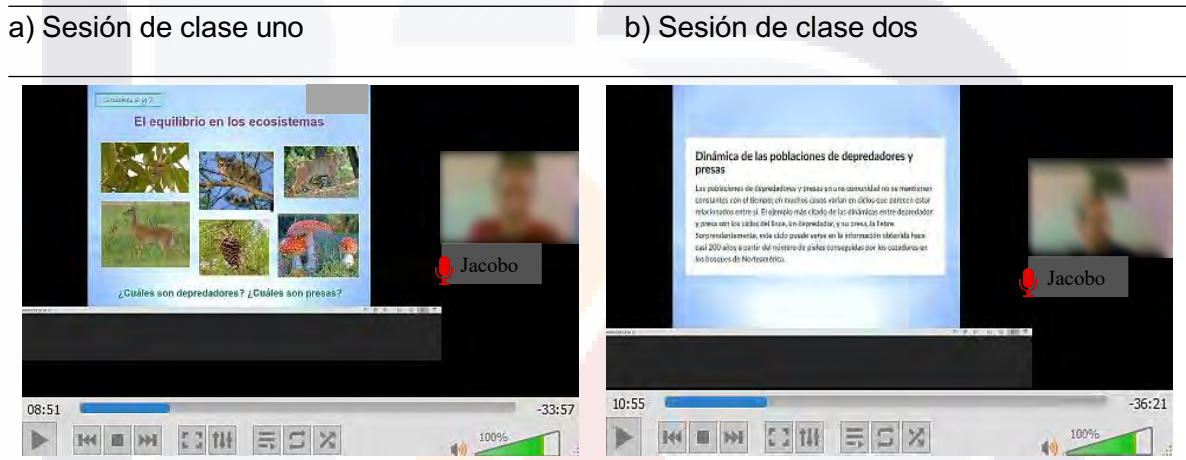 a) Sesión de clase uno
b) Sesión de clase dos
Sesiones 6 y 7
El equilibrio en los ecosistemas
¿Cuáles son depredadores? ¿Cuáles son presas?
Jacobo
08:51
-33:57
100%
Dinámica de las poblaciones de depredadores y
presas
Las poblaciones de depredadores y presas en una comunidad no se mantienen
constantes con el tiempo; en muchos casos varían en ciclos que parecen estar
relacionados entre sí. El ejemplo más citado de las dinámicas entre depredador
y presa son los ciclos del lince, un depredador, y su presa, la liebre.
Sorprendentemente, este ciclo puede verse en la información obtenida hace
casi 200 años a partir del número de pieles conseguidas por los cazadores en
los bosques de Norteamérica.
Jacobo
10:55
-36:21
100%